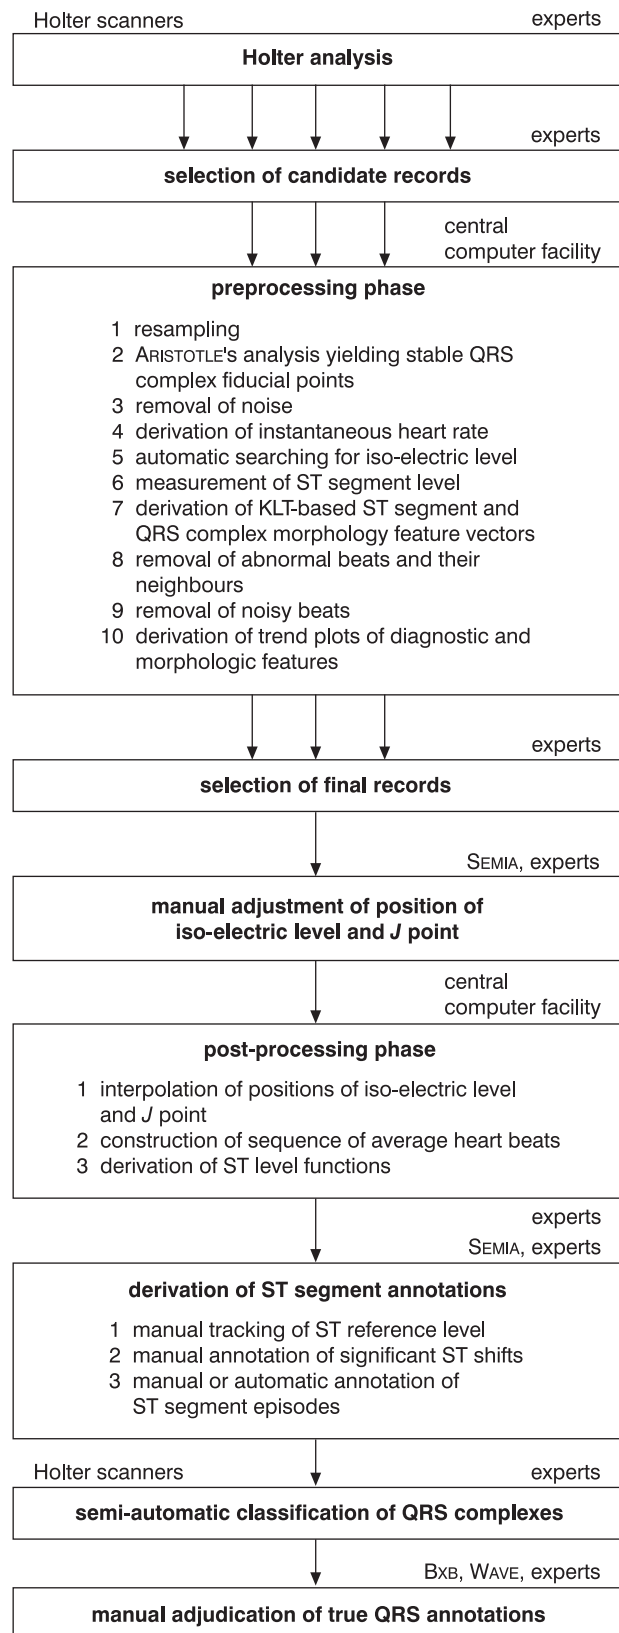 Holter scanners experts
Holter analysis
experts
selection of candidate records
central
computer facility
preprocessing phase
1 resampling
2 ARISTOTLE's analysis yielding stable QRS
complex fiducial points
3 removal of noise
4 derivation of instantaneous heart rate
5 automatic searching for iso-electric level
6 measurement of ST segment level
7 derivation of KLT-based ST segment and
QRS complex morphology feature vectors
8 removal of abnormal beats and their
neighbours
9 removal of noisy beats
10 derivation of trend plots of diagnostic and
morphologic features
experts
selection of final records
SEMIA, experts
manual adjustment of position of
iso-electric level and J point
central
computer facility
post-processing phase
1 interpolation of positions of iso-electric level
and J point
2 construction of sequence of average heart beats
3 derivation of ST level functions
experts
SEMIA, experts
derivation of ST segment annotations
1 manual tracking of ST reference level
2 manual annotation of significant ST shifts
3 manual or automatic annotation of
ST segment episodes
Holter scanners experts
semi-automatic classification of QRS complexes
BXB, WAVE, experts
manual adjudication of true QRS annotations